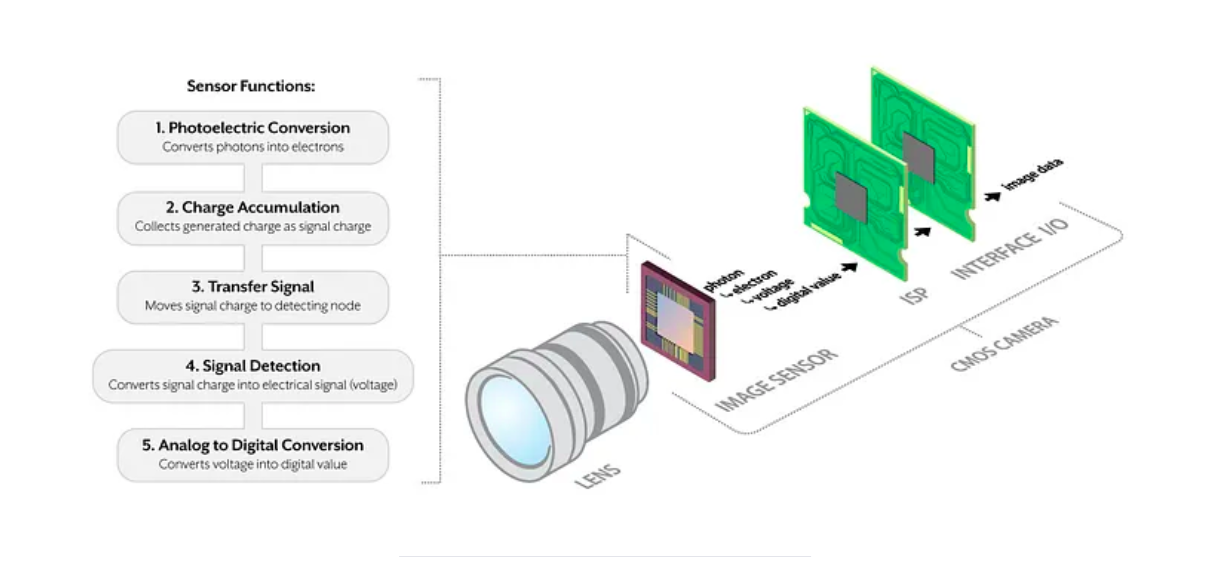 Sensor Functions:
1. Photoelectric Conversion
Converts photons into electrons
2. Charge Accumulation
Collects generated charge as signal charge
3. Transfer Signal
Moves signal charge to detecting node
4. Signal Detection
Converts signal charge into electrical signal (voltage)
5. Analog to Digital Conversion
Converts voltage into digital value
LENS
IMAGE SENSOR
photon
↳ electron
↳ voltage
↳ digital value
ISP
INTERFACE I/O
image data
CMOS CAMERA